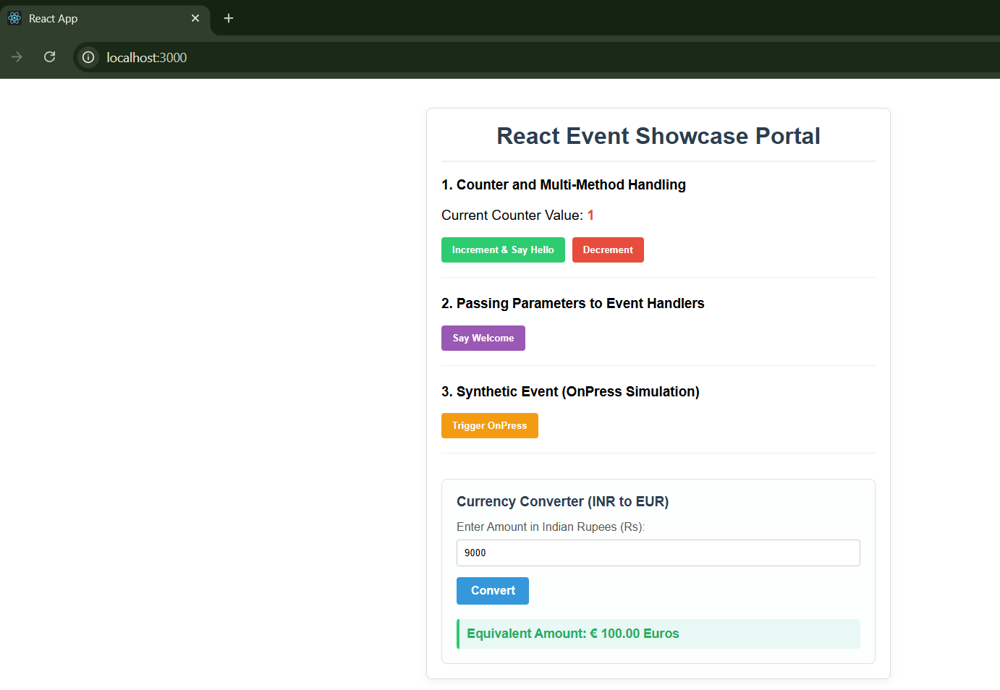 React App
localhost:3000
React Event Showcase Portal
1. Counter and Multi-Method Handling
Current Counter Value: 1
Increment & Say Hello Decrement
2. Passing Parameters to Event Handlers
Say Welcome
3. Synthetic Event (OnPress Simulation)
Trigger OnPress
Currency Converter (INR to EUR)
Enter Amount in Indian Rupees (Rs):
9000
Convert
Equivalent Amount: € 100.00 Euros